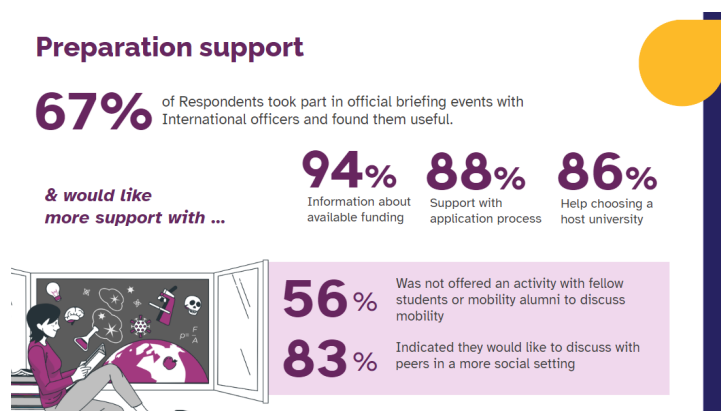 Preparation support
67%
of Respondents took part in official briefing events with
International officers and found them useful.
& would like
more support with ...
94%
Information about
available funding
88%
Support with
application process
86%
Help choosing a
host university
56%
Was not offered an activity with fellow
students or mobility alumni to discuss
mobility
83%
Indicated they would like to discuss with
peers in a more social setting
P= F
A